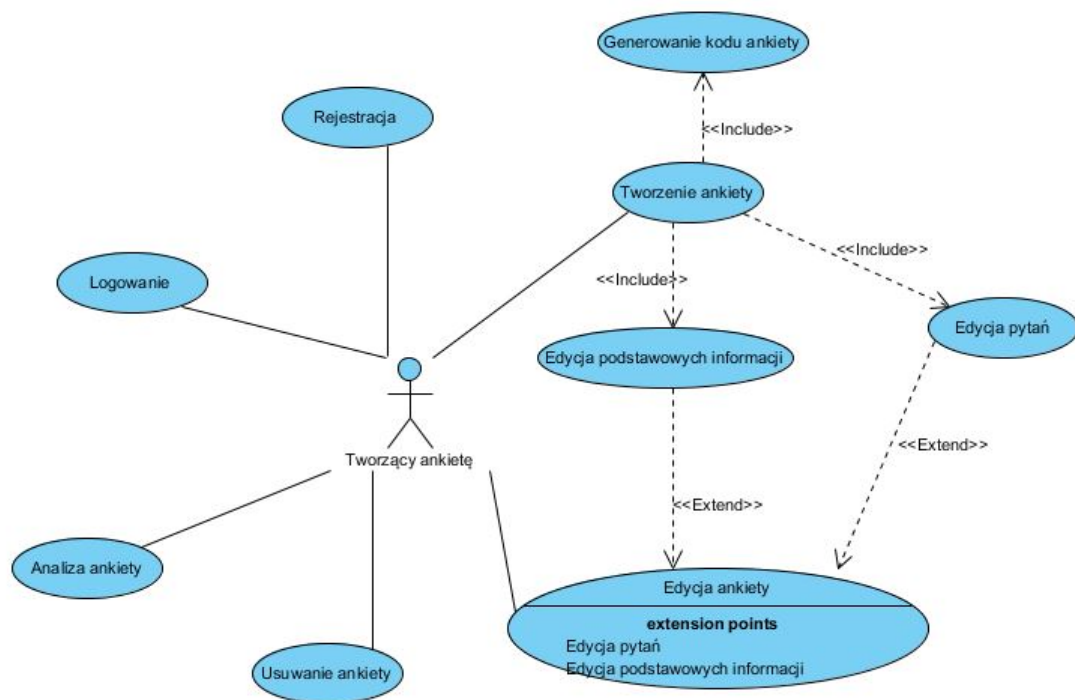 Generowanie kodu ankiety
Rejestracja
<<Include>>
Tworzenie ankiety
<<Include>>
Logowanie
<<Include>>
Edycja pytań
Edycja podstawowych informacji
<<Extend>>
Tworzący ankietę
<<Extend>>
Analiza ankiety
Edycja ankiety
extension points
Edycja pytań
Edycja podstawowych informacji
Usuwanie ankiety